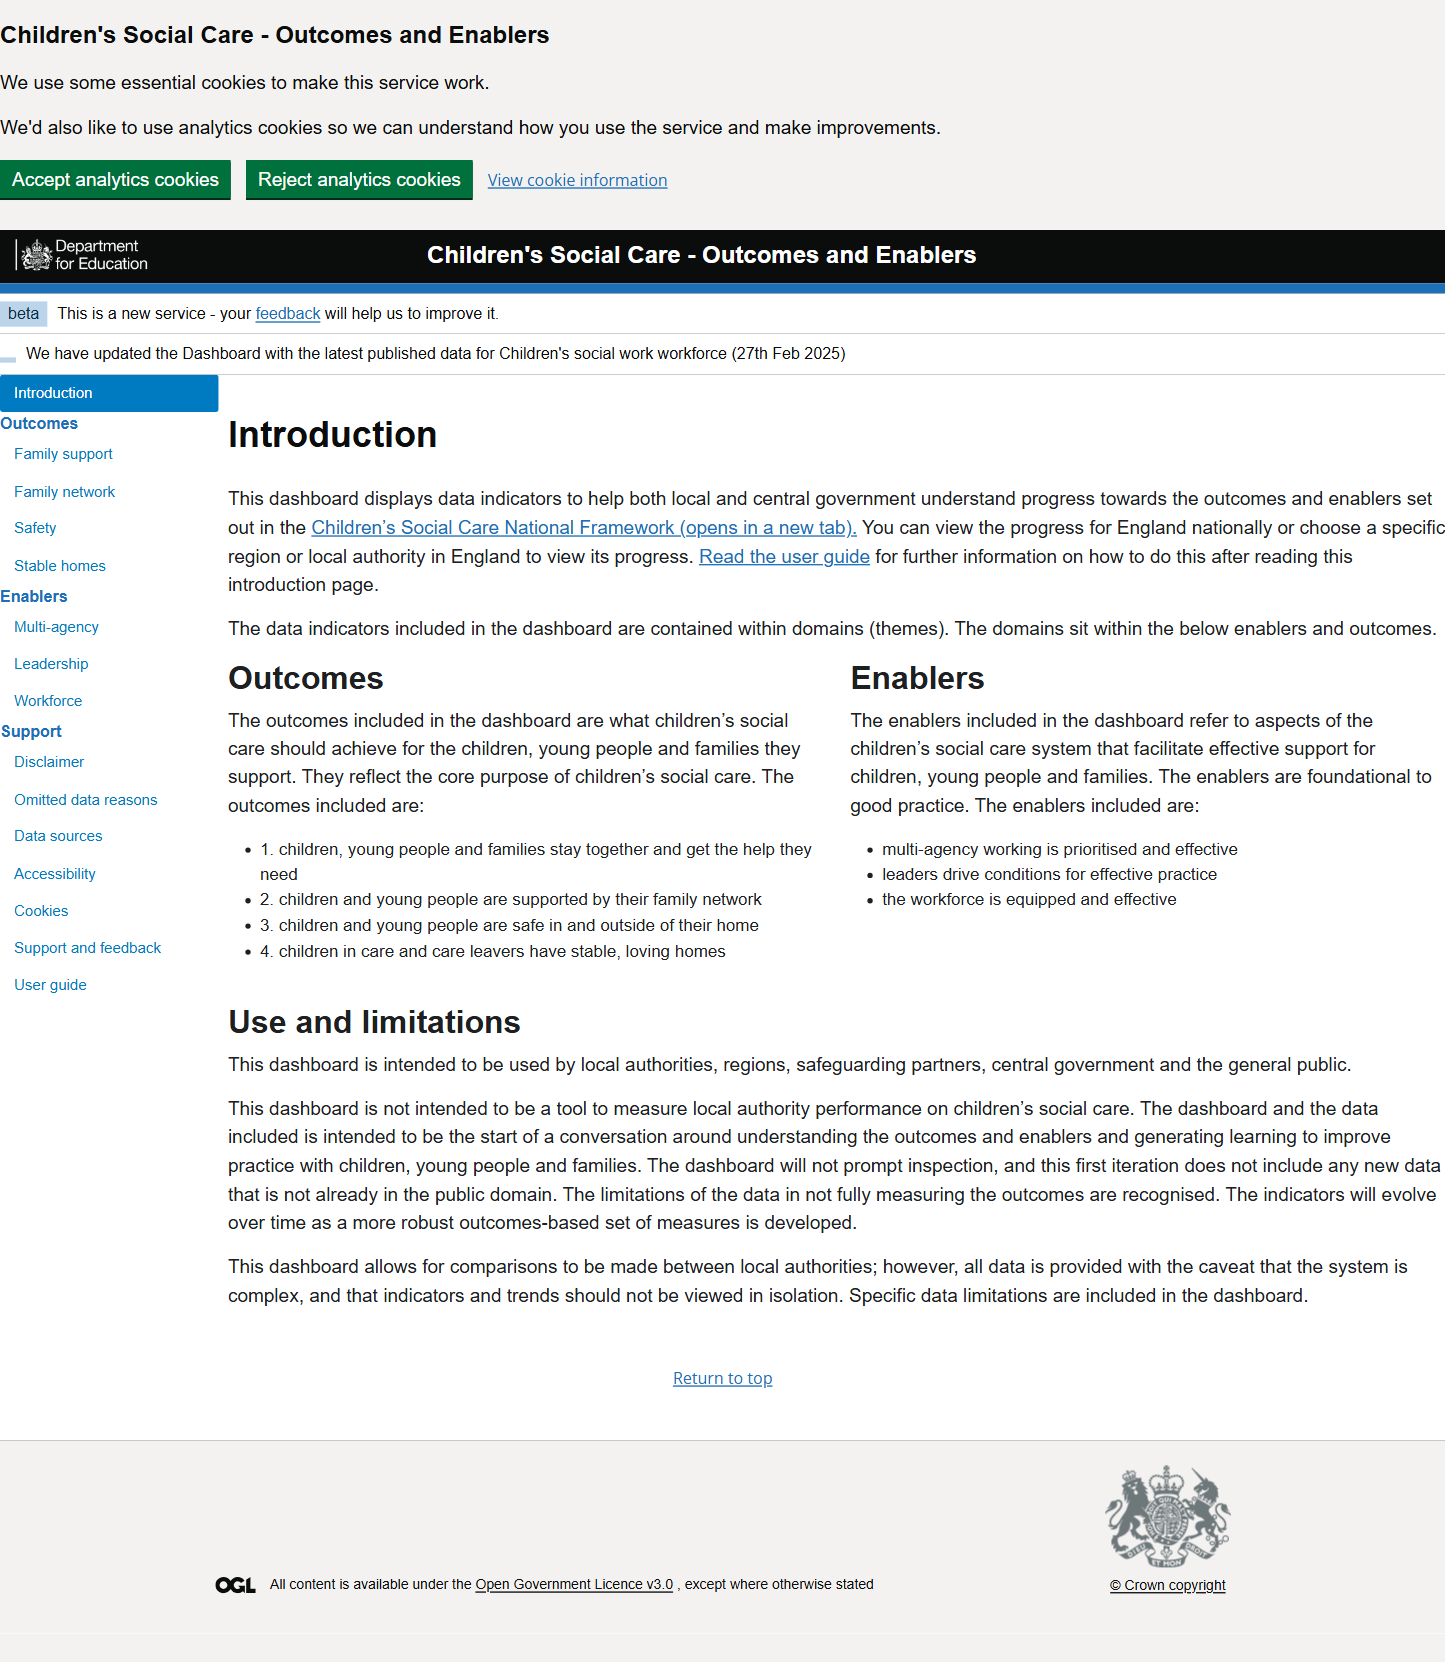 Children's Social Care - Outcomes and Enablers
We use some essential cookies to make this service work.
We'd also like to use analytics cookies so we can understand how you use the service and make improvements.
Accept analytics cookies Reject analytics cookies View cookie information
Department
for Education
Children's Social Care - Outcomes and Enablers
beta This is a new service - your feedback will help us to improve it.
We have updated the Dashboard with the latest published data for Children's social work workforce (27th Feb 2025)
Introduction
Outcomes
Family support
Family network
Safety
Stable homes
Enablers
Multi-agency
Leadership
Workforce
Support
Disclaimer
Omitted data reasons
Data sources
Accessibility
Cookies
Support and feedback
User guide
Introduction
This dashboard displays data indicators to help both local and central government understand progress towards the outcomes and enablers set
out in the Children’s Social Care National Framework (opens in a new tab). You can view the progress for England nationally or choose a specific
region or local authority in England to view its progress. Read the user guide for further information on how to do this after reading this
introduction page.
The data indicators included in the dashboard are contained within domains (themes). The domains sit within the below enablers and outcomes.
Outcomes
The outcomes included in the dashboard are what children’s social
care should achieve for the children, young people and families they
support. They reflect the core purpose of children’s social care. The
outcomes included are:
• 1. children, young people and families stay together and get the help they
need
• 2. children and young people are supported by their family network
• 3. children and young people are safe in and outside of their home
• 4. children in care and care leavers have stable, loving homes
Enablers
The enablers included in the dashboard refer to aspects of the
children’s social care system that facilitate effective support for
children, young people and families. The enablers are foundational to
good practice. The enablers included are:
• multi-agency working is prioritised and effective
• leaders drive conditions for effective practice
• the workforce is equipped and effective
Use and limitations
This dashboard is intended to be used by local authorities, regions, safeguarding partners, central government and the general public.
This dashboard is not intended to be a tool to measure local authority performance on children’s social care. The dashboard and the data
included is intended to be the start of a conversation around understanding the outcomes and enablers and generating learning to improve
practice with children, young people and families. The dashboard will not prompt inspection, and this first iteration does not include any new data
that is not already in the public domain. The limitations of the data in not fully measuring the outcomes are recognised. The indicators will evolve
over time as a more robust outcomes-based set of measures is developed.
This dashboard allows for comparisons to be made between local authorities; however, all data is provided with the caveat that the system is
complex, and that indicators and trends should not be viewed in isolation. Specific data limitations are included in the dashboard.
Return to top
OGL All content is available under the Open Government Licence v3.0 , except where otherwise stated
© Crown copyright